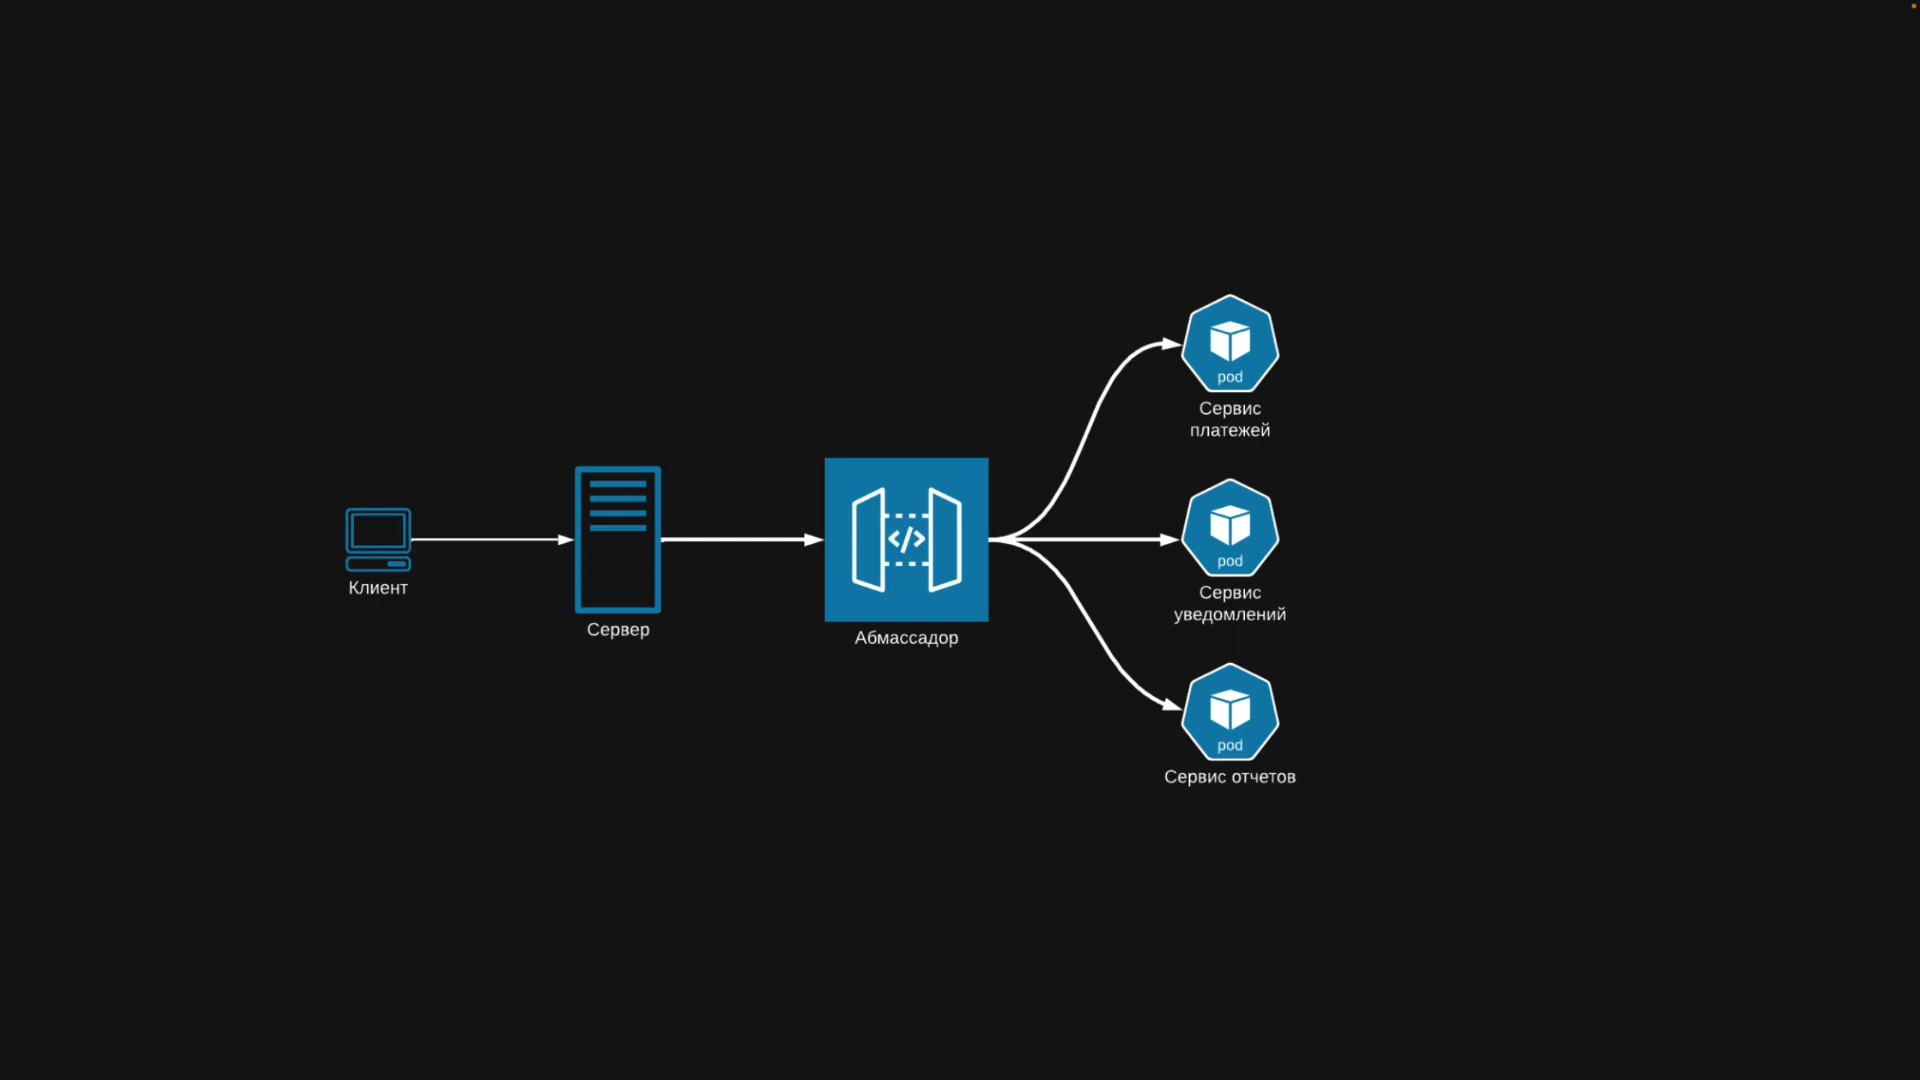 Клиент
Сервер
Абмассадор
</>
pod
Сервис
платежей
pod
Сервис
уведомлений
pod
Сервис отчетов